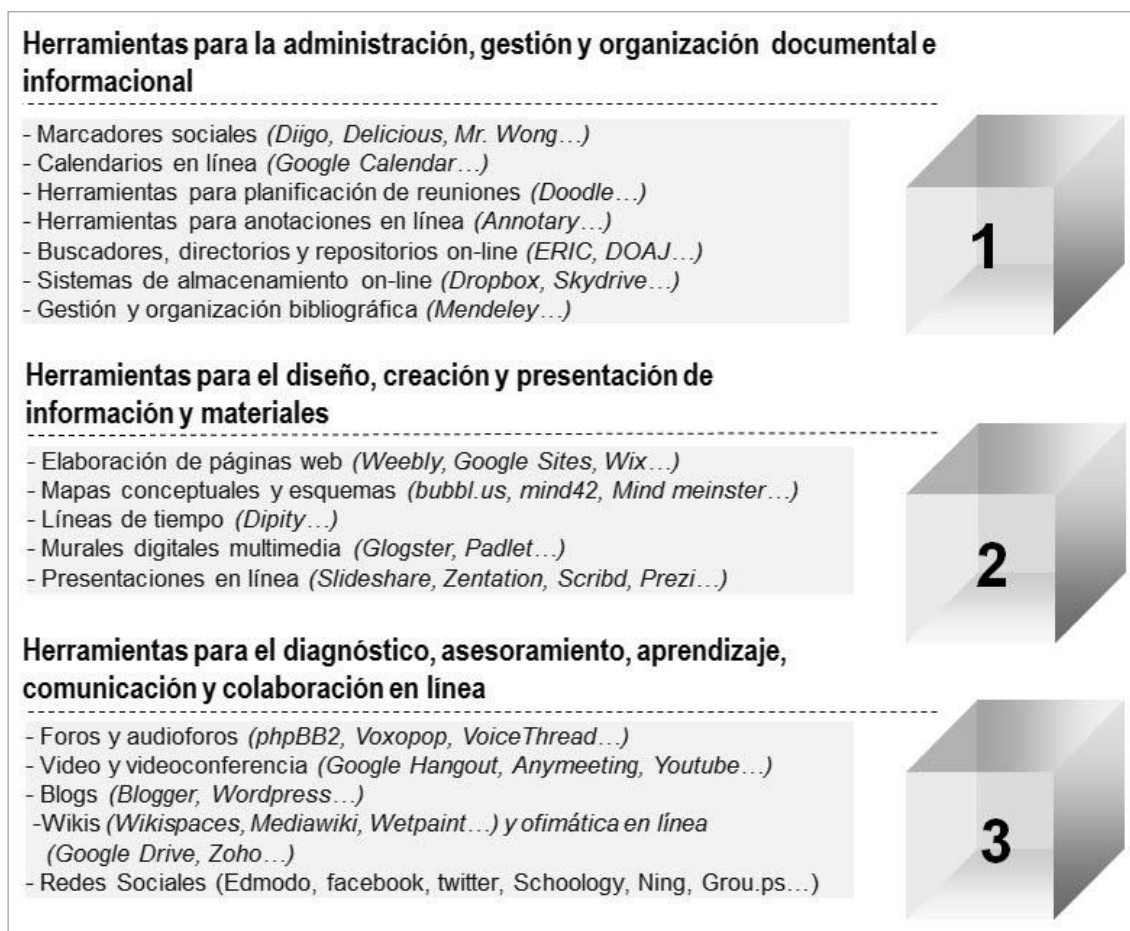 Herramientas para la administración, gestión y organización documental e
informacional
- Marcadores sociales (Diigo, Delicious, Mr. Wong…)
- Calendarios en línea (Google Calendar…)
- Herramientas para planificación de reuniones (Doodle…)
- Herramientas para anotaciones en línea (Annotary…)
- Buscadores, directorios y repositorios on-line (ERIC, DOAJ…)
- Sistemas de almacenamiento on-line (Dropbox, Skydrive…)
- Gestión y organización bibliográfica (Mendeley…)
1
Herramientas para el diseño, creación y presentación de
información y materiales
- Elaboración de páginas web (Weebly, Google Sites, Wix…)
- Mapas conceptuales y esquemas (bubbl.us, mind42, Mind meinster…)
- Líneas de tiempo (Dipity…)
- Murales digitales multimedia (Glogster, Padlet…)
- Presentaciones en línea (Slideshare, Zentation, Scribd, Prezi…)
2
Herramientas para el diagnóstico, asesoramiento, aprendizaje,
comunicación y colaboración en línea
- Foros y audioforos (phpBB2, Voxopop, VoiceThread…)
- Video y videoconferencia (Google Hangout, Anymeeting, Youtube…)
- Blogs (Blogger, Wordpress…)
-Wikis (Wikispaces, Mediawiki, Wetpaint…) y ofimática en línea
(Google Drive, Zoho…)
- Redes Sociales (Edmodo, facebook, twitter, Schoology, Ning, Grou.ps…)
3